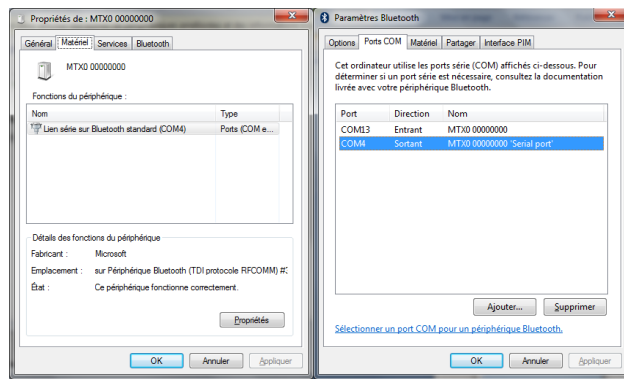 Propriétés de : MTX0 00000000
Général Matériel Services Bluetooth
MTX0 00000000
Fonctions du périphérique :
Nom Type
Lien série sur Bluetooth standard (COM4) Ports (COM e...
Détails des fonctions du périphérique
Fabricant : Microsoft
Emplacement : sur Périphérique Bluetooth (TDI protocole RFCOMM) #
État : Ce périphérique fonctionne correctement.
Propriétés
OK Annuler Appliquer
Paramètres Bluetooth
Options Ports COM Matériel Partager Interface PIM
Cet ordinateur utilise les ports série (COM) affichés ci-dessous. Pour
déterminer si un port série est nécessaire, consultez la documentation
livrée avec votre périphérique Bluetooth.
Port Direction Nom
COM13 Entrant MTX0 00000000
COM4 Sortant MTX0 00000000 'Serial port'
Ajouter... Supprimer
Sélectionner un port COM pour un périphérique Bluetooth.
OK Annuler Appliquer